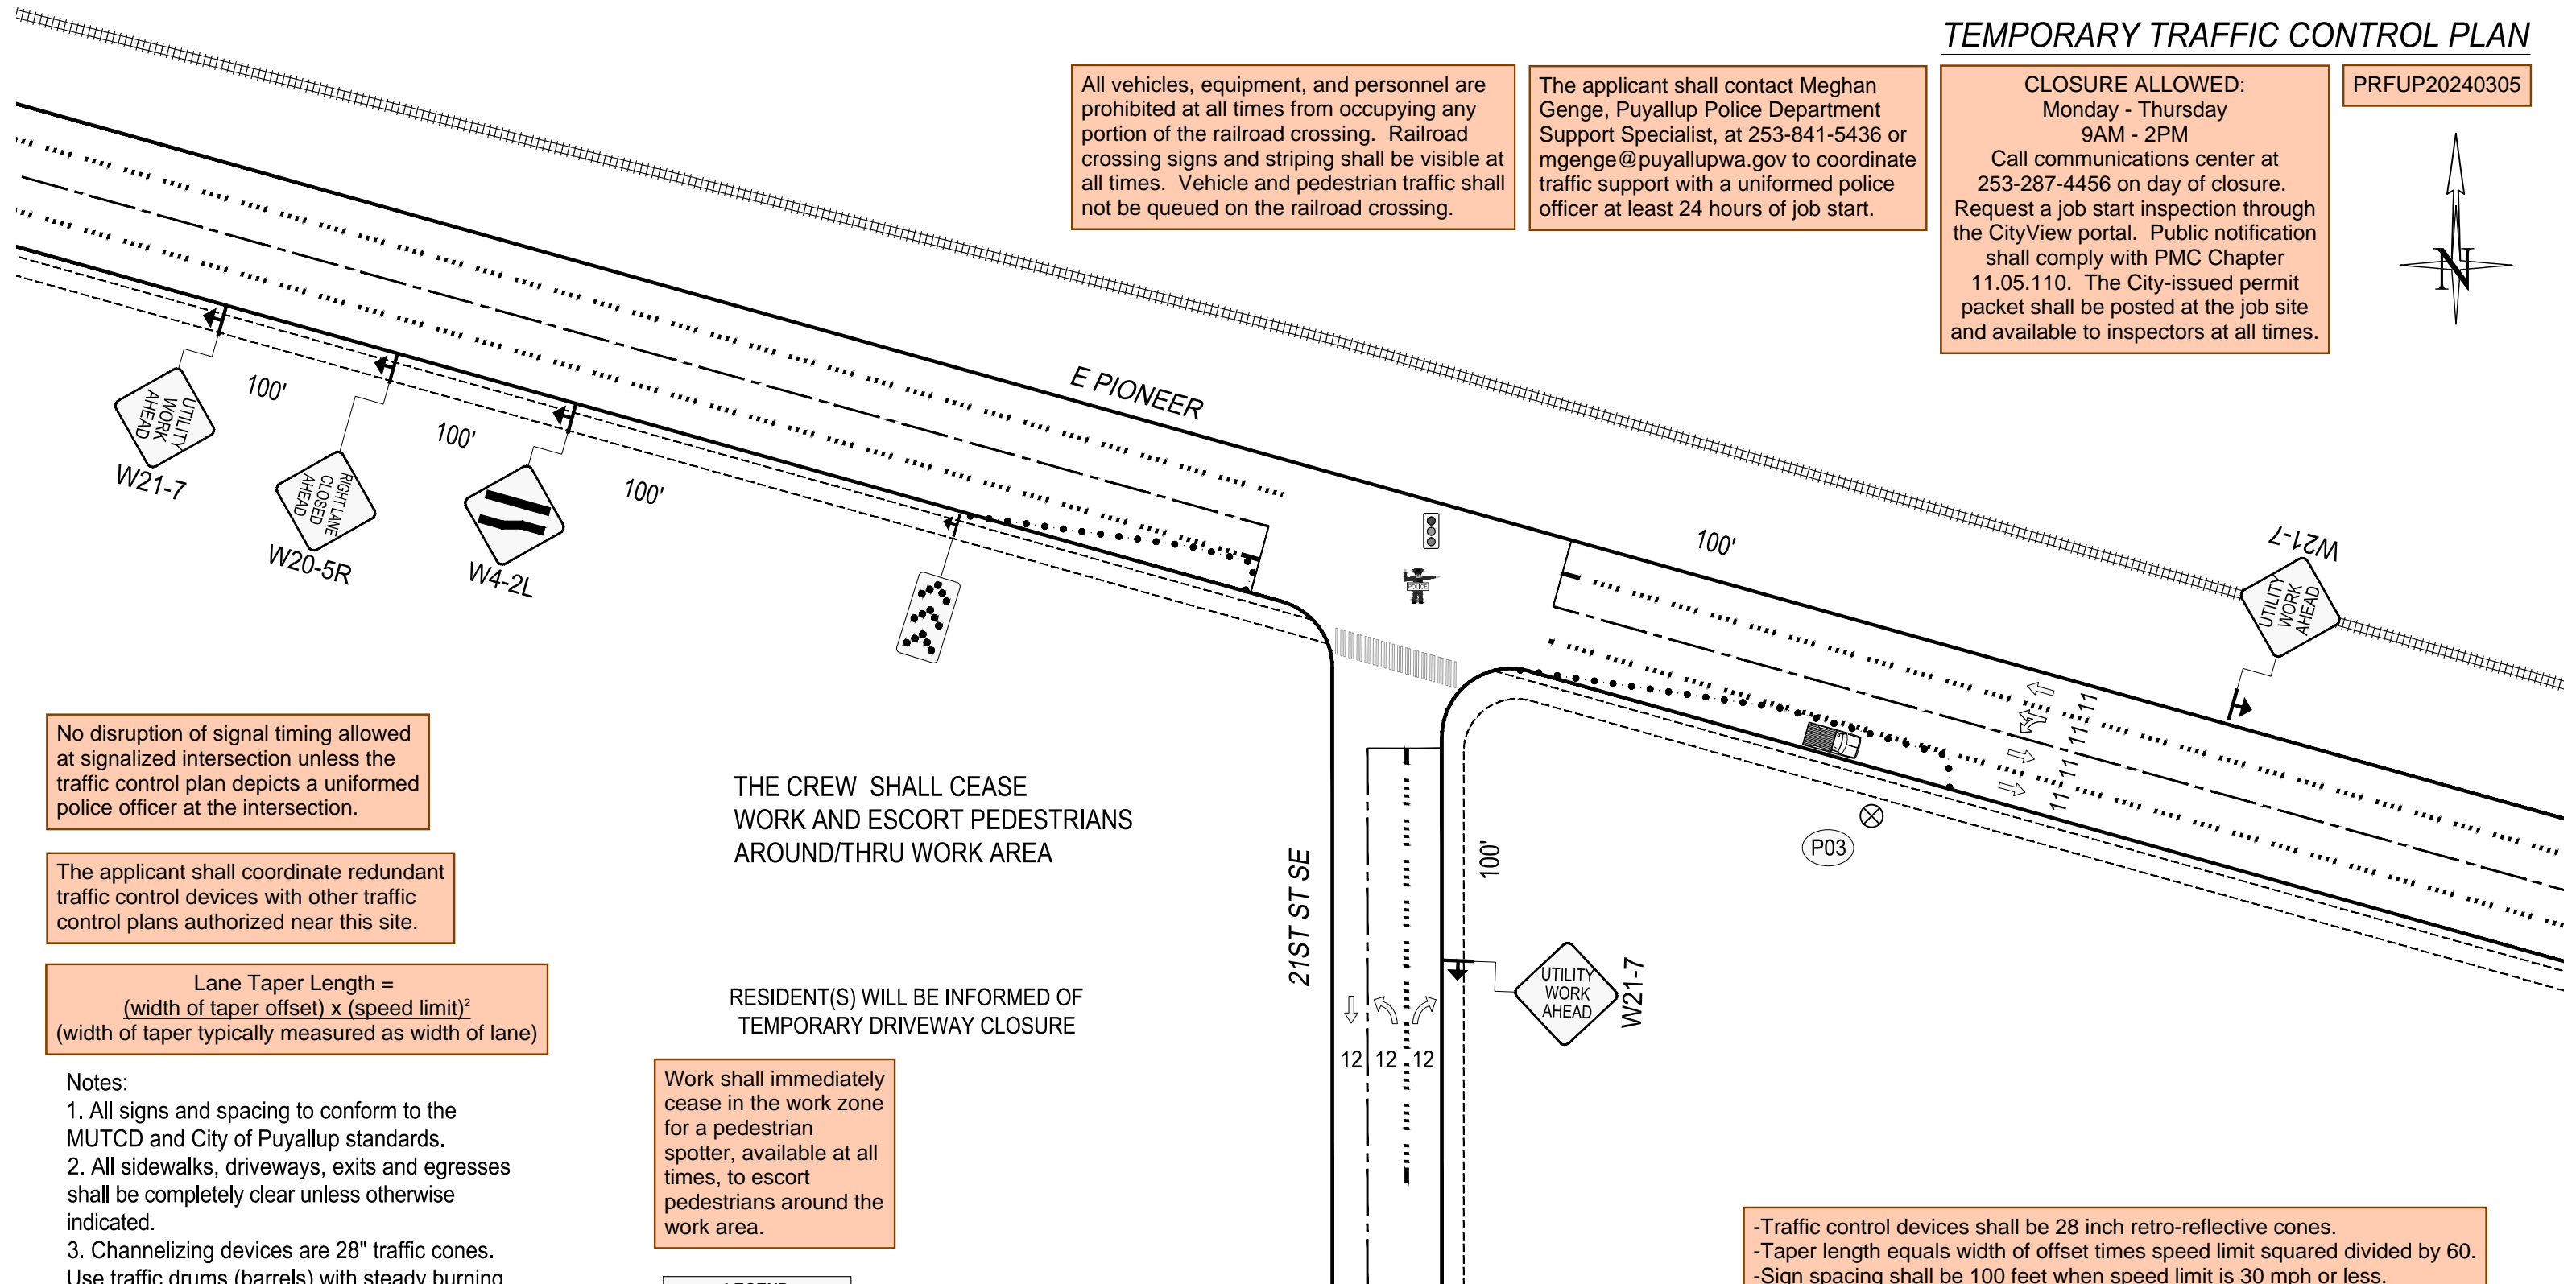 TEMPORARY TRAFFIC CONTROL PLAN
All vehicles, equipment, and personnel are
prohibited at all times from occupying any
portion of the railroad crossing.  Railroad
crossing signs and striping shall be visible at
all times.  Vehicle and pedestrian traffic shall
not be queued on the railroad crossing.
The applicant shall contact Meghan
Genge, Puyallup Police Department
Support Specialist, at 253-841-5436 or
mgenge@puyallupwa.gov to coordinate
traffic support with a uniformed police
officer at least 24 hours of job start.
CLOSURE ALLOWED:
Monday - Thursday
9AM - 2PM
Call communications center at
253-287-4456 on day of closure.
Request a job start inspection through
the CityView portal.  Public notification
shall comply with PMC Chapter
11.05.110.  The City-issued permit
packet shall be posted at the job site
and available to inspectors at all times.
PRFUP20240305
N
E PIONEER
100'
100'
100'
100'
UTILITY
WORK
AHEAD
W21-7
RIGHT LANE
CLOSED
AHEAD
W20-5R
W4-2L
POLICE
W21-7
UTILITY
WORK
AHEAD
11
11
11
11
P03
No disruption of signal timing allowed
at signalized intersection unless the
traffic control plan depicts a uniformed
police officer at the intersection.
The applicant shall coordinate redundant
traffic control devices with other traffic
control plans authorized near this site.
Lane Taper Length =
(width of taper offset) x (speed limit)²
(width of taper typically measured as width of lane)
THE CREW  SHALL CEASE
WORK AND ESCORT PEDESTRIANS
AROUND/THRU WORK AREA
RESIDENT(S) WILL BE INFORMED OF
TEMPORARY DRIVEWAY CLOSURE
21ST ST SE
100'
UTILITY
WORK
AHEAD
W21-7
12 12 12
Notes:
1. All signs and spacing to conform to the
MUTCD and City of Puyallup standards.
2. All sidewalks, driveways, exits and egresses
shall be completely clear unless otherwise
indicated.
3. Channelizing devices are 28" traffic cones.
Use traffic drums (barrels) with steady burning
Work shall immediately
cease in the work zone
for a pedestrian
spotter, available at all
times, to escort
pedestrians around the
work area.
LEGEND
-Traffic control devices shall be 28 inch retro-reflective cones.
-Taper length equals width of offset times speed limit squared divided by 60.
-Sign spacing shall be 100 feet when speed limit is 30 mph or less.